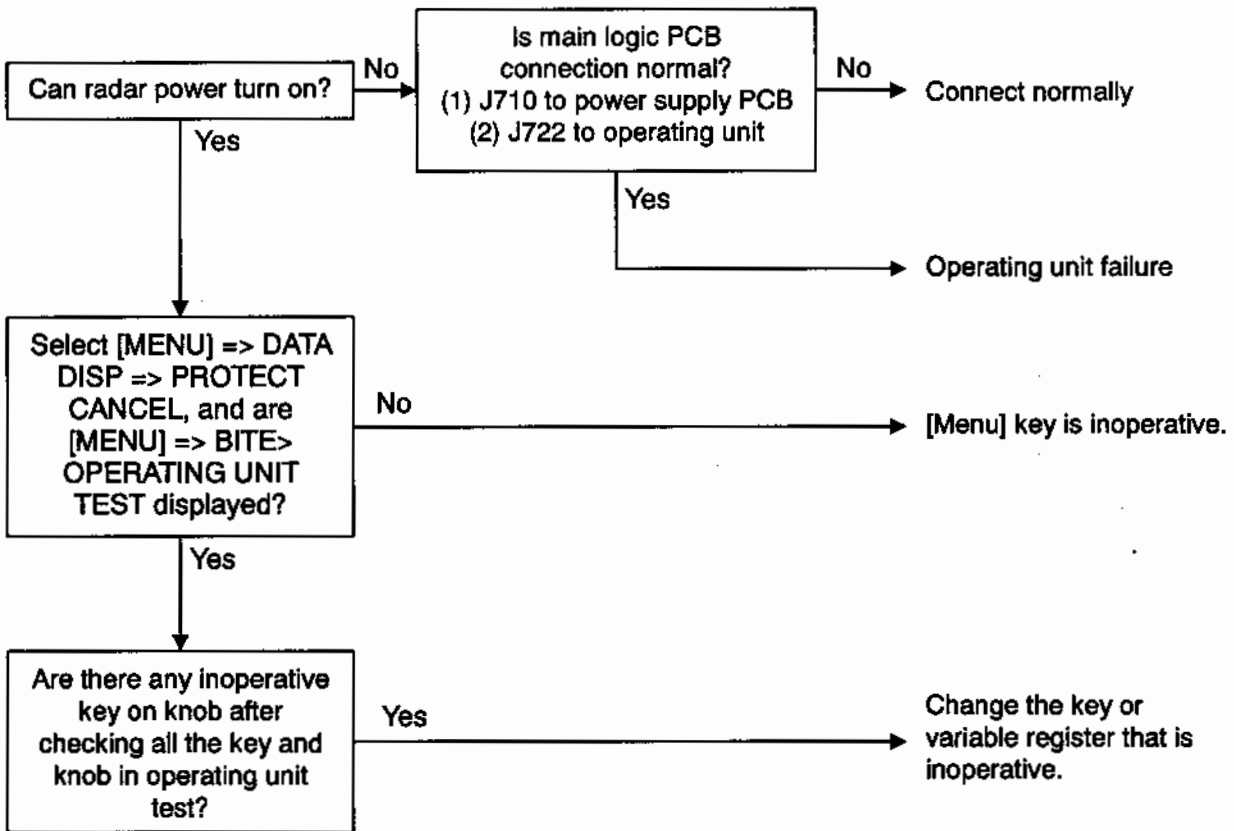 Can radar power turn on?
No
Is main logic PCB
connection normal?
(1) J710 to power supply PCB
(2) J722 to operating unit
No
Connect normally
Yes
Yes
Operating unit failure
Select [MENU] => DATA
DISP => PROTECT
CANCEL, and are
[MENU] => BITE>
OPERATING UNIT
TEST displayed?
No
[Menu] key is inoperative.
Yes
Are there any inoperative
key on knob after
checking all the key and
knob in operating unit
test?
Yes
Change the key or
variable register that is
inoperative.